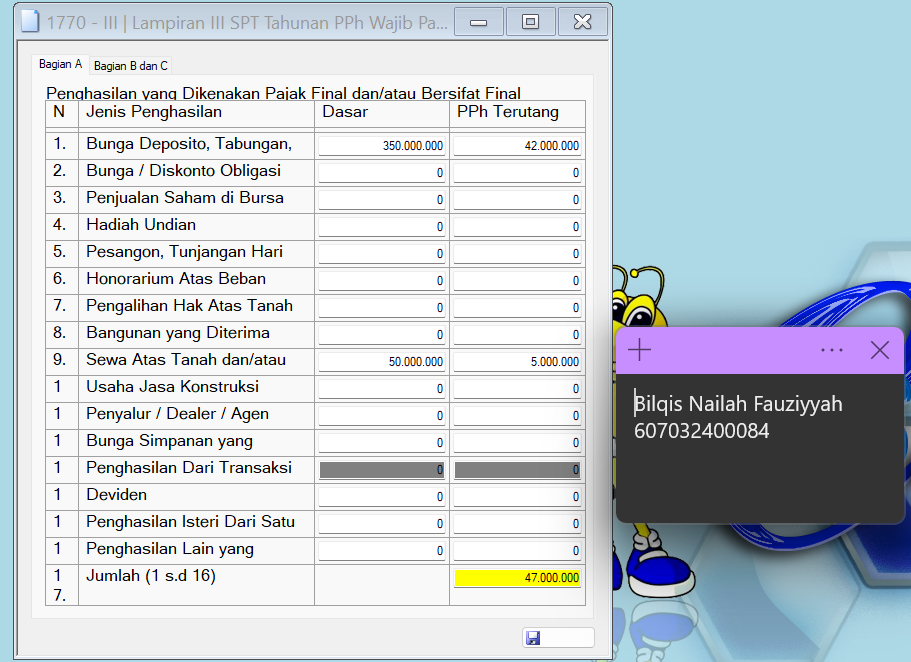 1770 - III | Lampiran III SPT Tahunan PPh Wajib Pa...
Bagian A Bagian B dan C
Penghasilan yang Dikenakan Pajak Final dan/atau Bersifat Final
N Jenis Penghasilan Dasar PPh Terutang
1. Bunga Deposito, Tabungan, 350.000.000 42.000.000
2. Bunga / Diskonto Obligasi 0 0
3. Penjualan Saham di Bursa 0 0
4. Hadiah Undian 0 0
5. Pesangon, Tunjangan Hari 0 0
6. Honorarium Atas Beban 0 0
7. Pengalihan Hak Atas Tanah 0 0
8. Bangunan yang Diterima 0 0
9. Sewa Atas Tanah dan/atau 50.000.000 5.000.000
1 Usaha Jasa Konstruksi 0 0
1 Penyalur / Dealer / Agen 0 0
1 Bunga Simpanan yang 0 0
1 Penghasilan Dari Transaksi 0 0
1 Deviden 0 0
1 Penghasilan Isteri Dari Satu 0 0
1 Penghasilan Lain yang 0 0
1 Jumlah (1 s.d 16) 47.000.000
7.
Bilqis Nailah Fauziyyah
607032400084